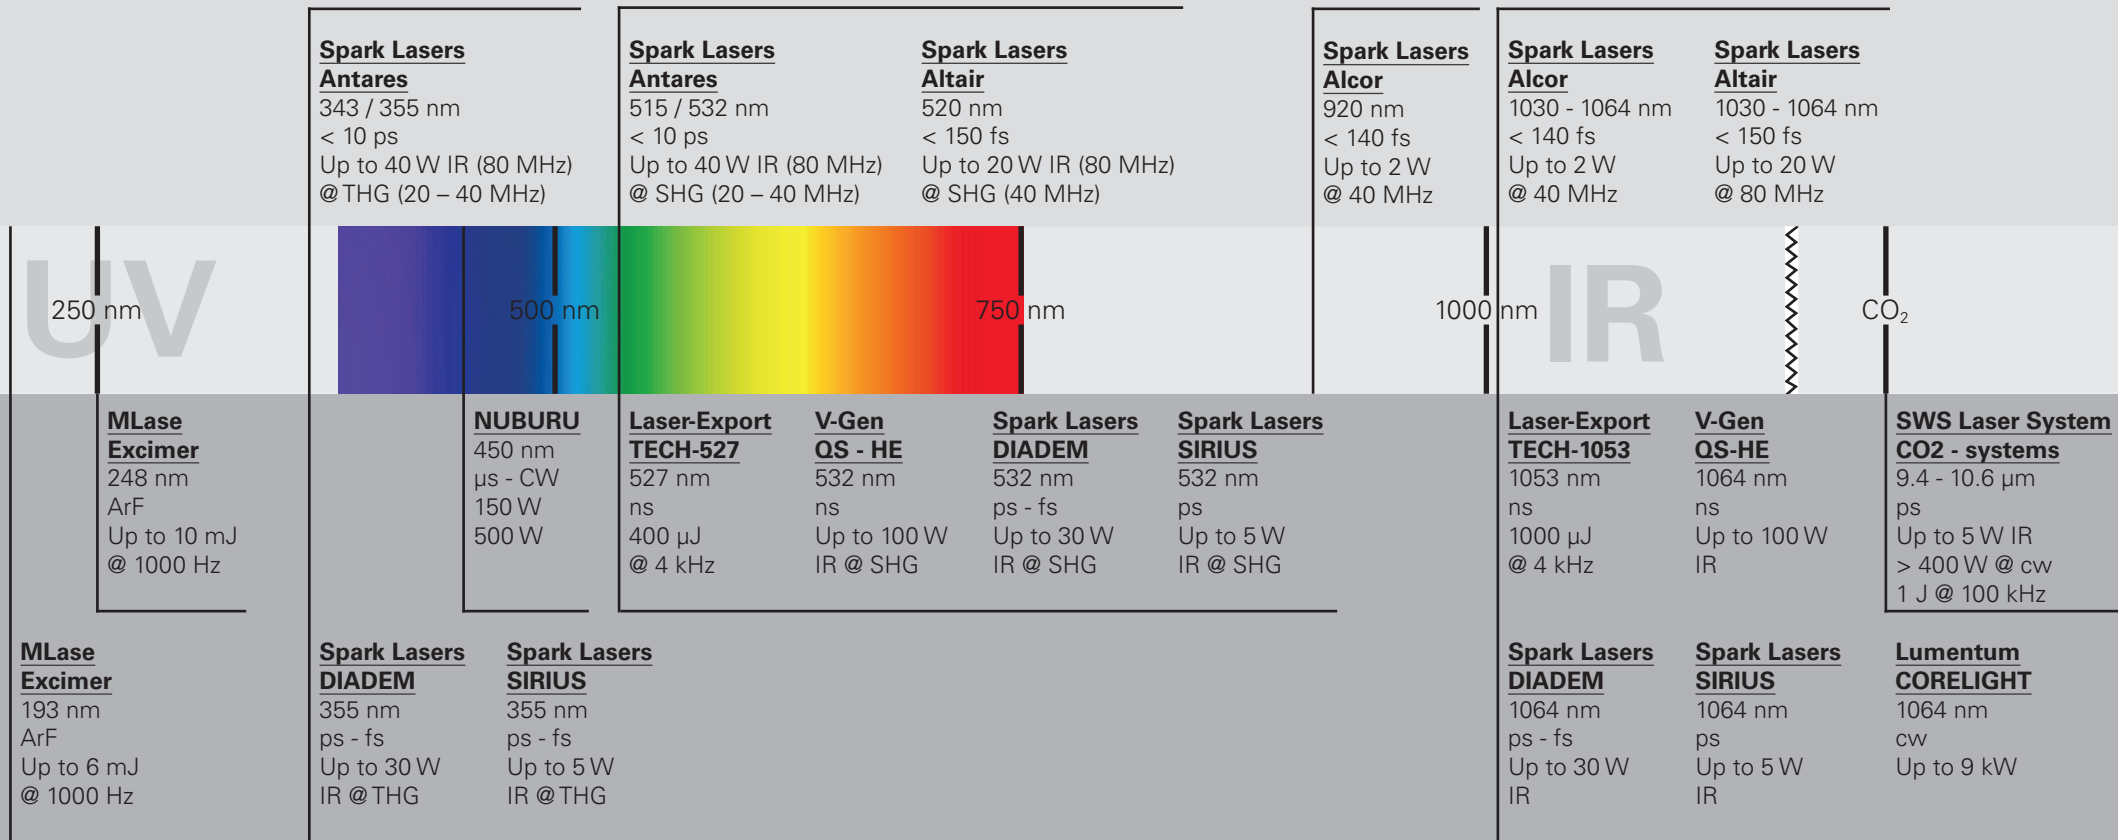 Spark Lasers
Antares
343 / 355 nm
< 10 ps
Up to 40 W IR (80 MHz)
@ THG (20 – 40 MHz)
Spark Lasers
Antares
515 / 532 nm
< 10 ps
Up to 40 W IR (80 MHz)
@ SHG (20 – 40 MHz)
Spark Lasers
Altair
520 nm
< 150 fs
Up to 20 W IR (80 MHz)
@ SHG (40 MHz)
Spark Lasers
Alcor
920 nm
< 140 fs
Up to 2 W
@ 40 MHz
Spark Lasers
Alcor
1030 - 1064 nm
< 140 fs
Up to 2 W
@ 40 MHz
Spark Lasers
Altair
1030 - 1064 nm
< 150 fs
Up to 20 W
@ 80 MHz
UV
250 nm
500 nm
750 nm
1000 nm
IR
CO₂
MLase
Excimer
248 nm
ArF
Up to 10 mJ
@ 1000 Hz
NUBURU
450 nm
µs - CW
150 W
500 W
Laser-Export
TECH-527
527 nm
ns
400 µJ
@ 4 kHz
V-Gen
QS - HE
532 nm
ns
Up to 100 W
IR @ SHG
Spark Lasers
DIADEM
532 nm
ps - fs
Up to 30 W
IR @ SHG
Spark Lasers
SIRIUS
532 nm
ps
Up to 5 W
IR @ SHG
Laser-Export
TECH-1053
1053 nm
ns
1000 µJ
@ 4 kHz
V-Gen
QS-HE
1064 nm
ns
Up to 100 W
IR
SWS Laser System
CO2 - systems
9.4 - 10.6 µm
ps
Up to 5 W IR
> 400 W @ cw
1 J @ 100 kHz
MLase
Excimer
193 nm
ArF
Up to 6 mJ
@ 1000 Hz
Spark Lasers
DIADEM
355 nm
ps - fs
Up to 30 W
IR @ THG
Spark Lasers
SIRIUS
355 nm
ps - fs
Up to 5 W
IR @ THG
Spark Lasers
DIADEM
1064 nm
ps - fs
Up to 30 W
IR
Spark Lasers
SIRIUS
1064 nm
ps
Up to 5 W
IR
Lumentum
CORELIGHT
1064 nm
cw
Up to 9 kW